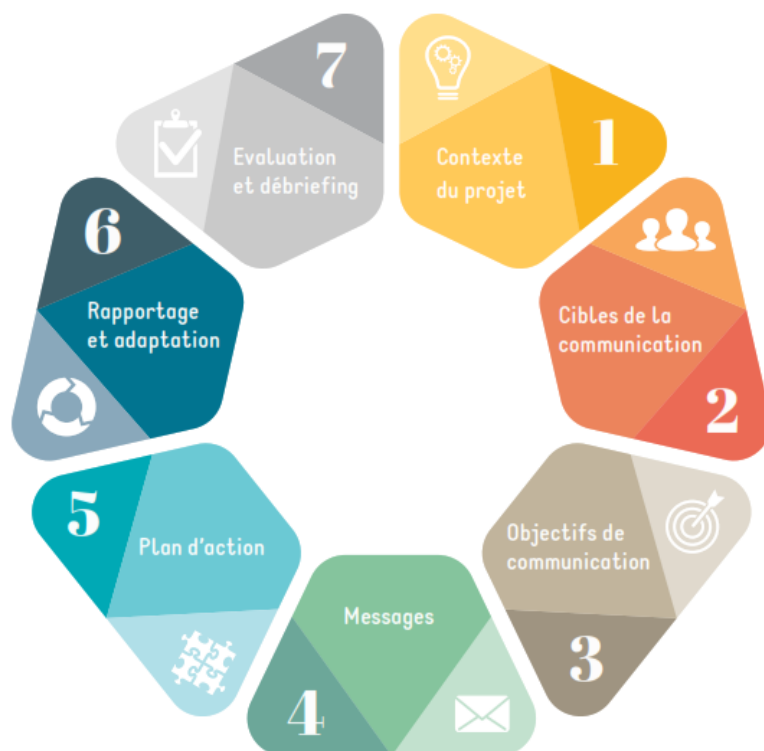 1
Contexte
du projet
2
Cibles de la
communication
3
Objectifs de
communication
4
Messages
5
Plan d'action
6
Rapportage
et adaptation
7
Evaluation
et débriefing